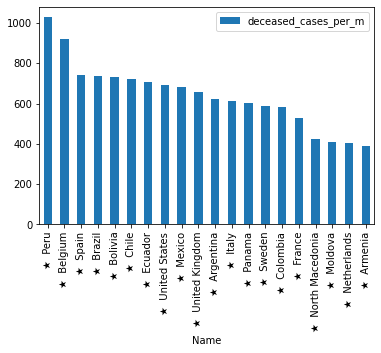 deceased_cases_per_m
1000
800
600
400
200
0
★ Peru
★ Belgium
★ Spain
★ Brazil
★ Bolivia
★ Chile
★ Ecuador
★ United States
★ Mexico
★ United Kingdom
★ Argentina
★ Italy
★ Panama
★ Sweden
★ Colombia
★ France
★ North Macedonia
★ Moldova
★ Netherlands
★ Armenia
Name